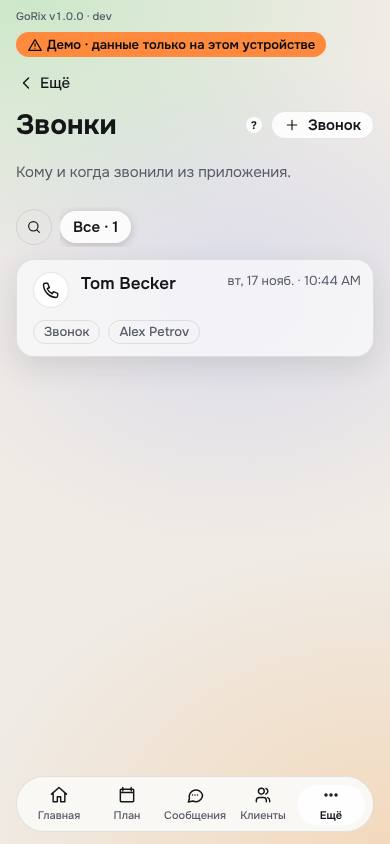 GoRix v1.0.0 · dev
Демо · данные только на этом устройстве
Ещё
Звонки
?
Звонок
Кому и когда звонили из приложения.
Все · 1
Tom Becker
вт, 17 нояб. · 10:44 AM
Звонок
Alex Petrov
Главная
План
Сообщения
Клиенты
Ещё